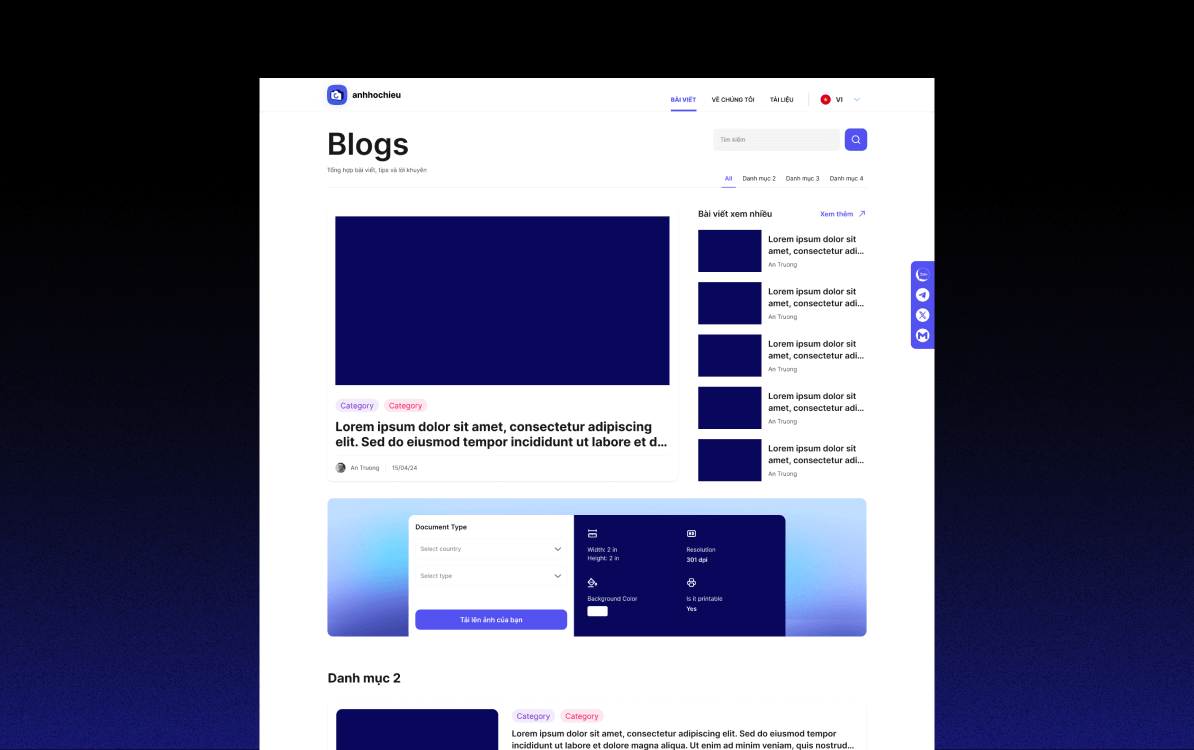 anhhochieu
BÀI VIẾT
VỀ CHÚNG TÔI
TÀI LIỆU
VI
Blogs
Tìm kiếm
Tổng hợp bài viết, tips và lời khuyên
All
Danh mục 2
Danh mục 3
Danh mục 4
Category
Category
Lorem ipsum dolor sit amet, consectetur adipiscing
elit. Sed do eiusmod tempor incididunt ut labore et d...
An Truong
15/04/24
Bài viết xem nhiều
Xem thêm
Lorem ipsum dolor sit
amet, consectetur adi...
An Truong
Lorem ipsum dolor sit
amet, consectetur adi...
An Truong
Lorem ipsum dolor sit
amet, consectetur adi...
An Truong
Lorem ipsum dolor sit
amet, consectetur adi...
An Truong
Lorem ipsum dolor sit
amet, consectetur adi...
An Truong
Document Type
Select country
Select type
Tải lên ảnh của bạn
Width: 2 in
Height: 2 in
Resolution
301 dpi
Background Color
Is it printable
Yes
Danh mục 2
Category
Category
Lorem ipsum dolor sit amet, consectetur adipiscing elit. Sed do eiusmod tempor
incididunt ut labore et dolore magna aliqua. Ut enim ad minim veniam, quis nostrud...